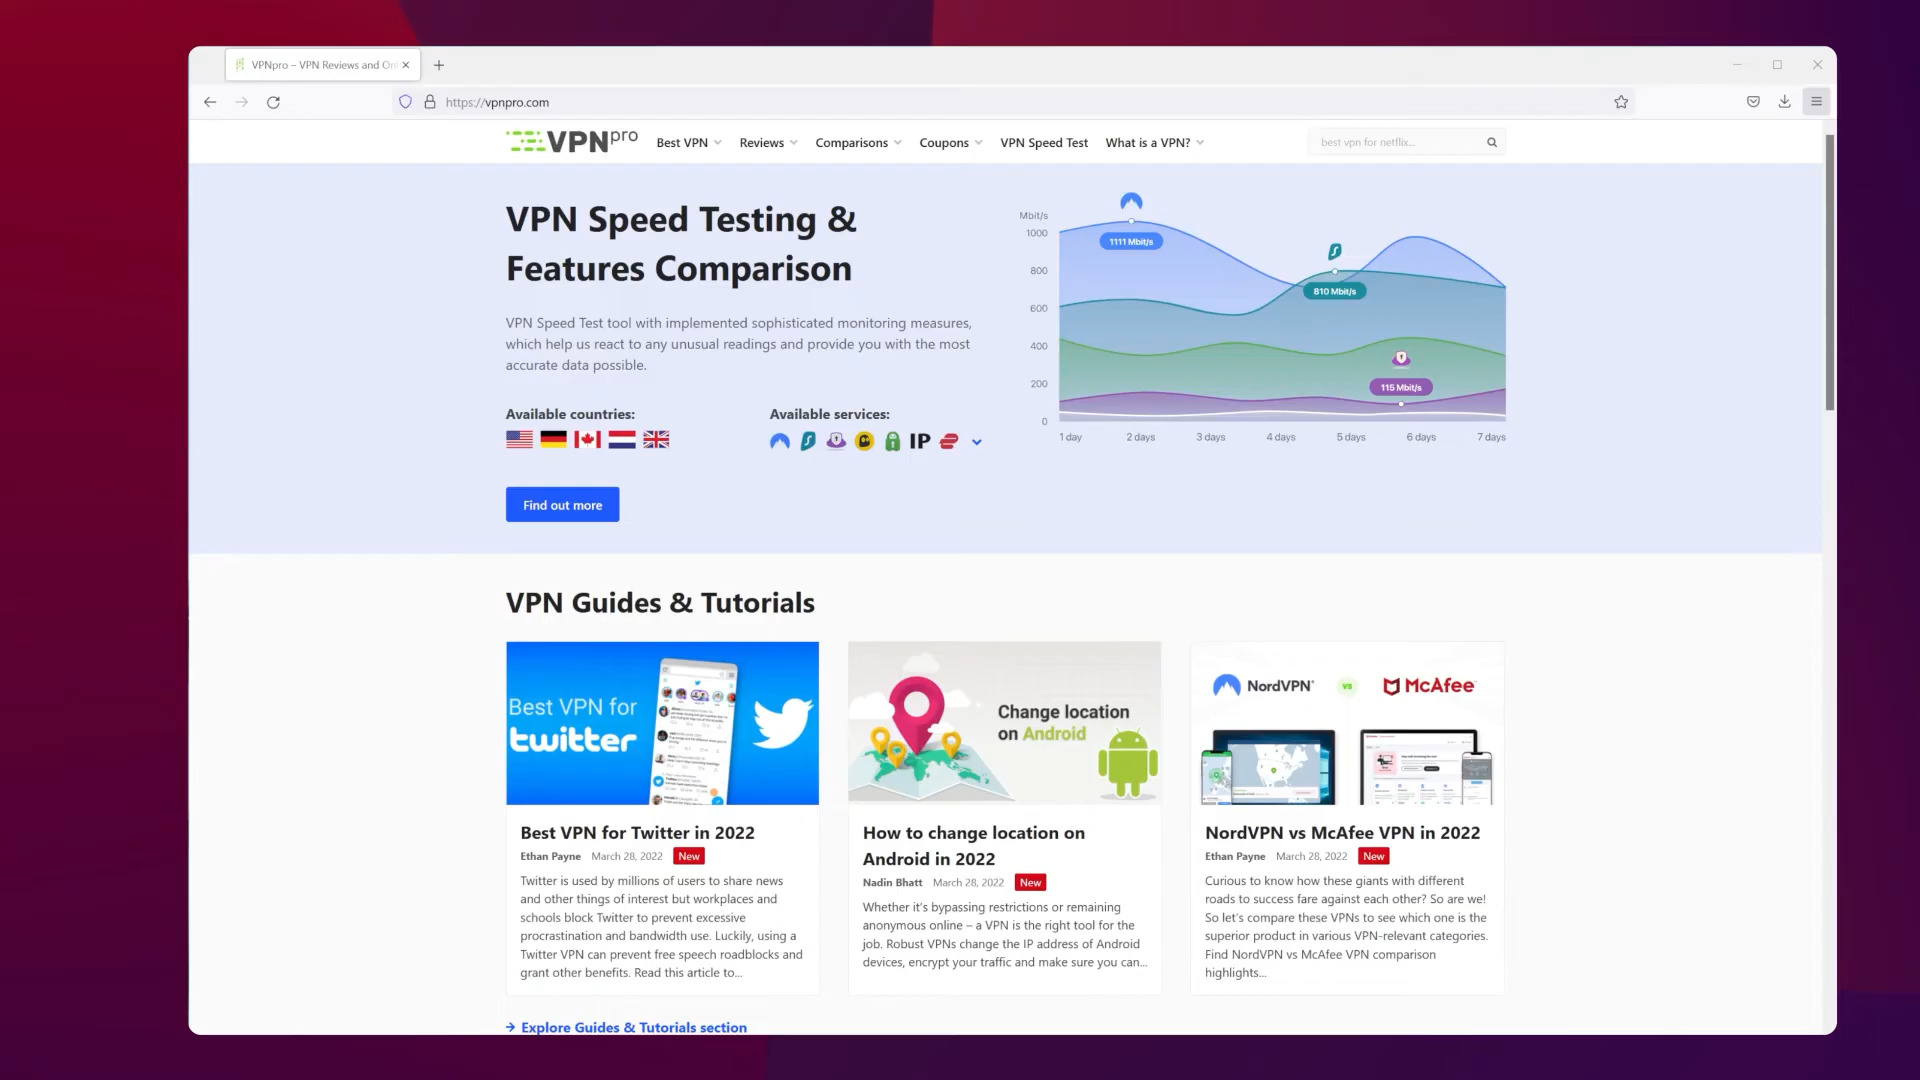 VPNpro – VPN Reviews and On
https://vpnpro.com
VPNpro
Best VPN
Reviews
Comparisons
Coupons
VPN Speed Test
What is a VPN?
best vpn for netflix...
VPN Speed Testing &
Features Comparison
VPN Speed Test tool with implemented sophisticated monitoring measures,
which help us react to any unusual readings and provide you with the most
accurate data possible.
Available countries:
Available services:
IP
Find out more
Mbit/s
1000
800
600
400
200
0
1111 Mbit/s
810 Mbit/s
115 Mbit/s
1 day
2 days
3 days
4 days
5 days
6 days
7 days
VPN Guides & Tutorials
Best VPN for
twitter
Best VPN for Twitter in 2022
Ethan Payne March 28, 2022 New
Twitter is used by millions of users to share news
and other things of interest but workplaces and
schools block Twitter to prevent excessive
procrastination and bandwidth use. Luckily, using a
Twitter VPN can prevent free speech roadblocks and
grant other benefits. Read this article to...
Change location
on Android
How to change location on
Android in 2022
Nadin Bhatt March 28, 2022 New
Whether it's bypassing restrictions or remaining
anonymous online – a VPN is the right tool for the
job. Robust VPNs change the IP address of Android
devices, encrypt your traffic and make sure you can...
NordVPN® vs McAfee™
NordVPN vs McAfee VPN in 2022
Ethan Payne March 28, 2022 New
Curious to know how these giants with different
roads to success fare against each other? So are we!
So let's compare these VPNs to see which one is the
superior product in various VPN-relevant categories.
Find NordVPN vs McAfee VPN comparison
highlights...
→ Explore Guides & Tutorials section